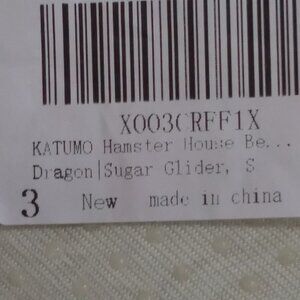 X003CRFF1X
KATUMO Hamster House Be...
Dragon|Sugar Glider, S
3 New made in china